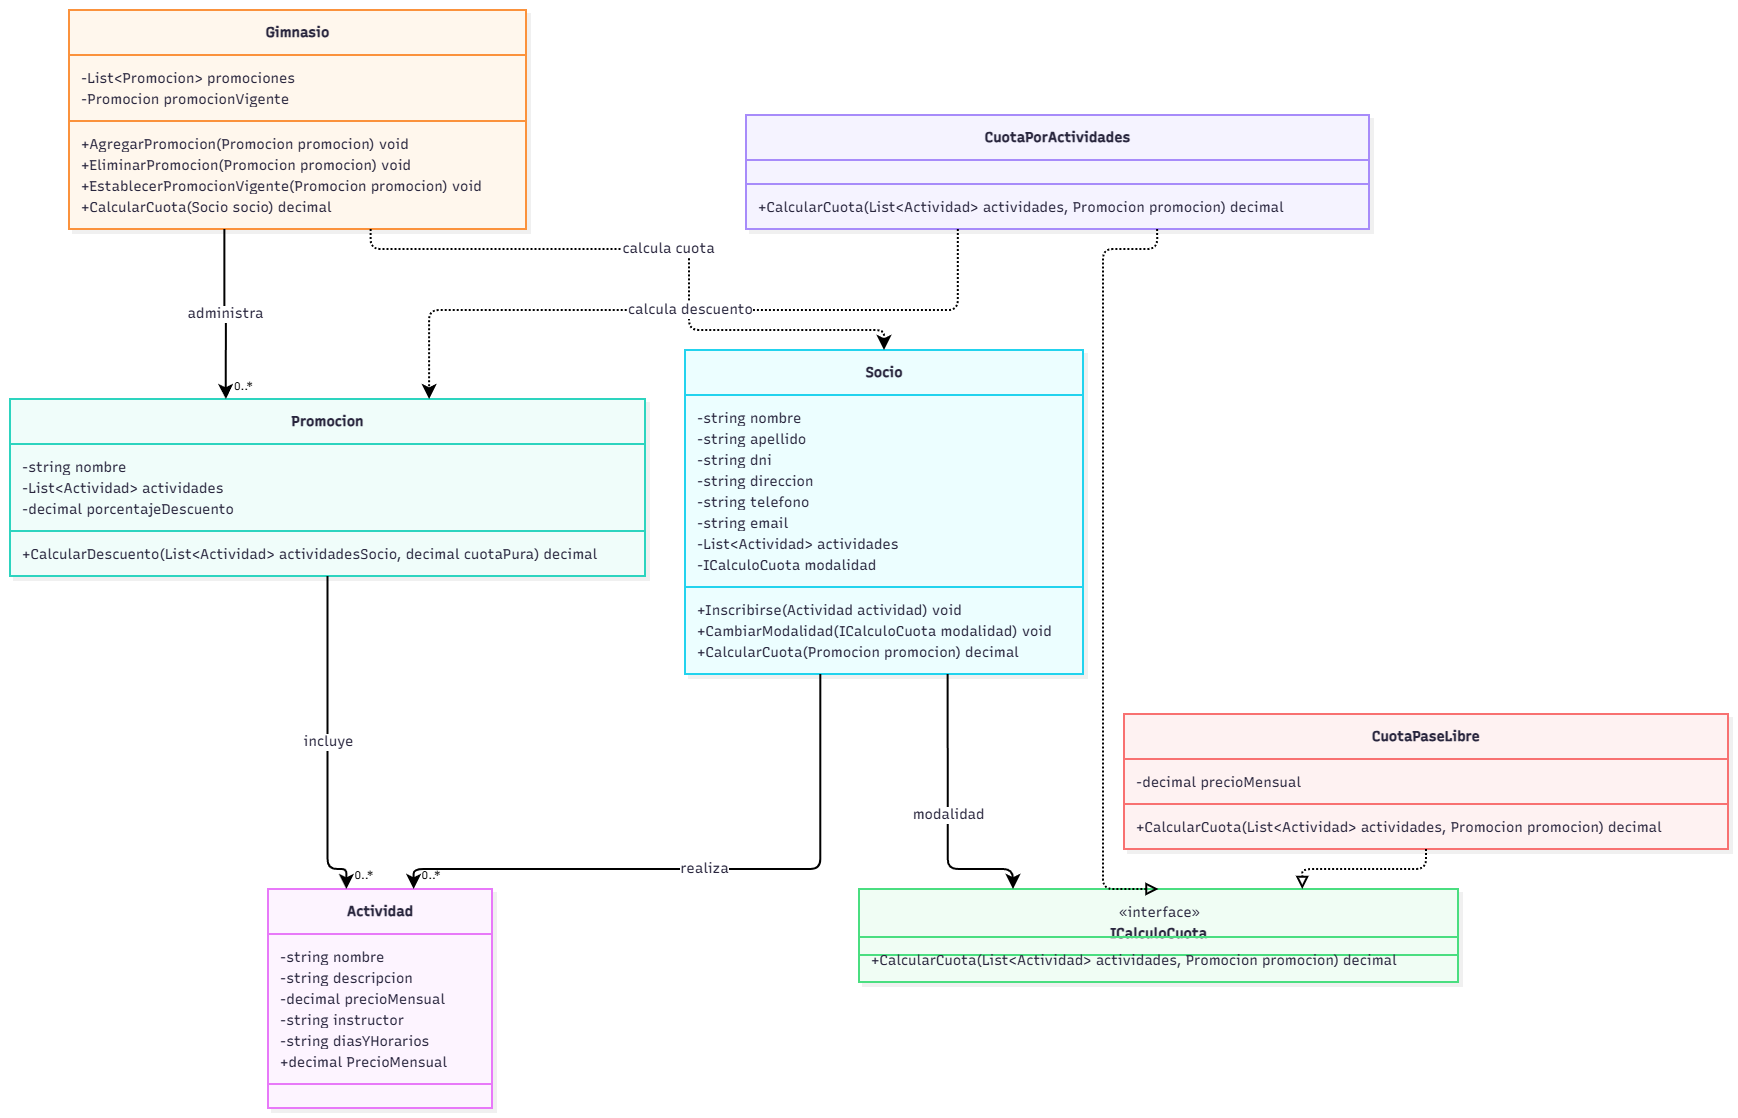 Gimnasio
-List<Promocion> promociones
-Promocion promocionVigente
+AgregarPromocion(Promocion promocion) void
+EliminarPromocion(Promocion promocion) void
+EstablecerPromocionVigente(Promocion promocion) void
+CalcularCuota(Socio socio) decimal
CuotaPorActividades
+CalcularCuota(List<Actividad> actividades, Promocion promocion) decimal
calcula cuota
administra
calcula descuento
0..*
Promocion
-string nombre
-List<Actividad> actividades
-decimal porcentajeDescuento
+CalcularDescuento(List<Actividad> actividadesSocio, decimal cuotaPura) decimal
Socio
-string nombre
-string apellido
-string dni
-string direccion
-string telefono
-string email
-List<Actividad> actividades
-ICalculoCuota modalidad
+Inscribirse(Actividad actividad) void
+CambiarModalidad(ICalculoCuota modalidad) void
+CalcularCuota(Promocion promocion) decimal
incluye
modalidad
realiza
CuotaPaseLibre
-decimal precioMensual
+CalcularCuota(List<Actividad> actividades, Promocion promocion) decimal
0..*
0..*
Actividad
-string nombre
-string descripcion
-decimal precioMensual
-string instructor
-string diasYHorarios
+decimal PrecioMensual
«interface»
ICalculoCuota
+CalcularCuota(List<Actividad> actividades, Promocion promocion) decimal